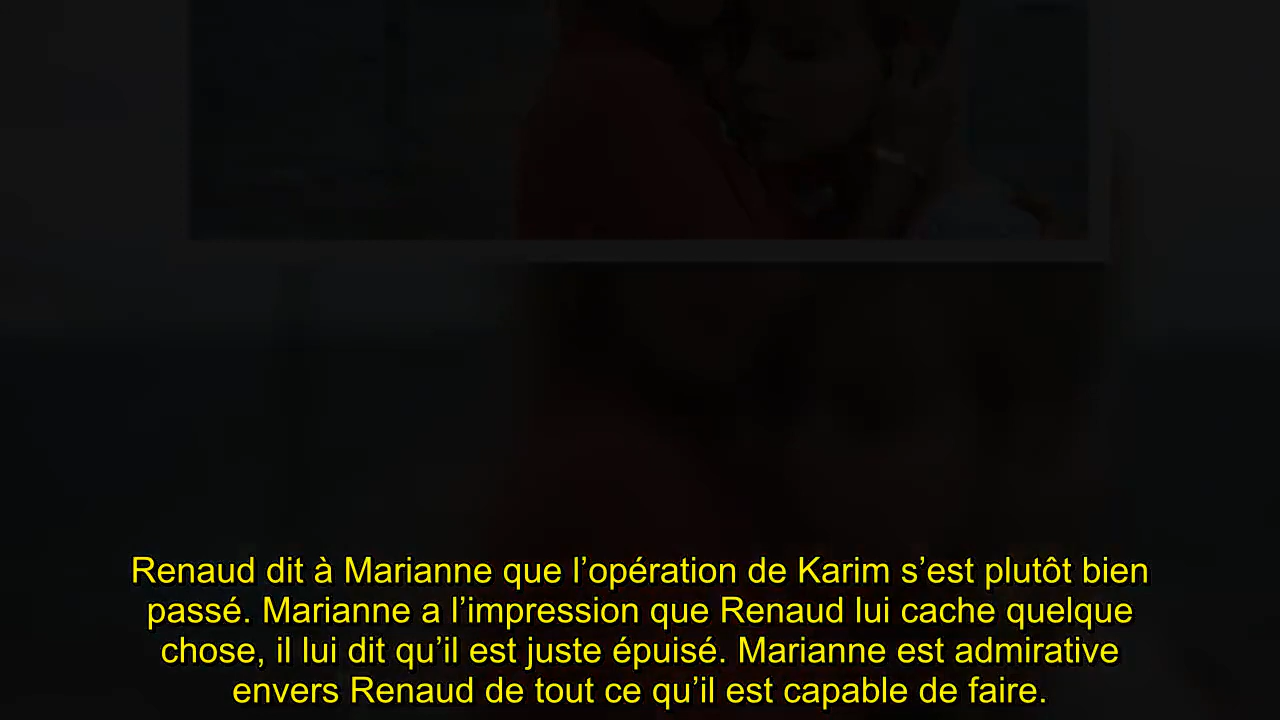 Renaud dit à Marianne que l’opération de Karim s’est plutôt bien
passé. Marianne a l’impression que Renaud lui cache quelque
chose, il lui dit qu’il est juste épuisé. Marianne est admirative
envers Renaud de tout ce qu’il est capable de faire.